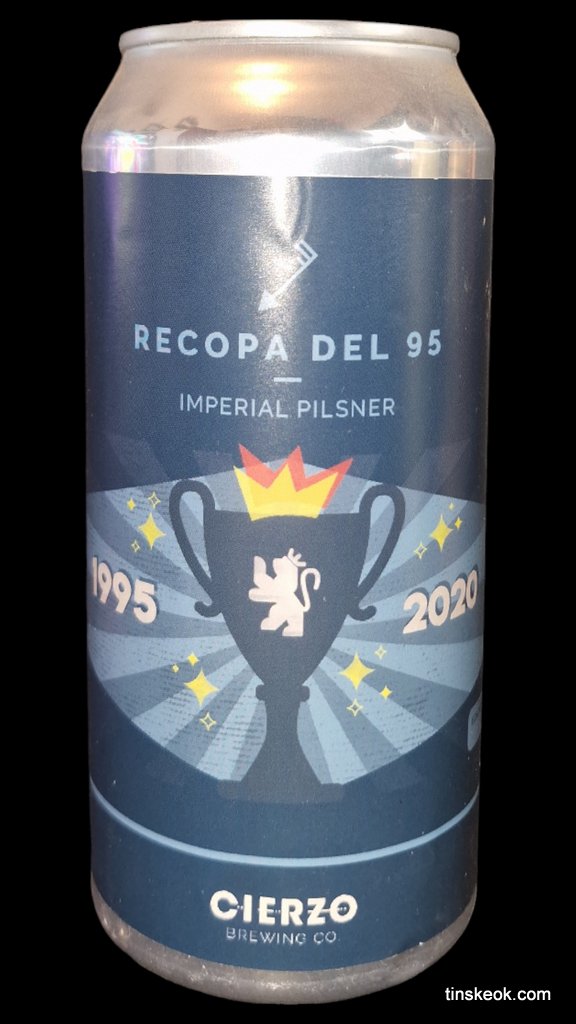 RECOPA DEL 95
IMPERIAL PILSNER
1995
2020
CIERZO
BREWING CO.
tinskeok.com